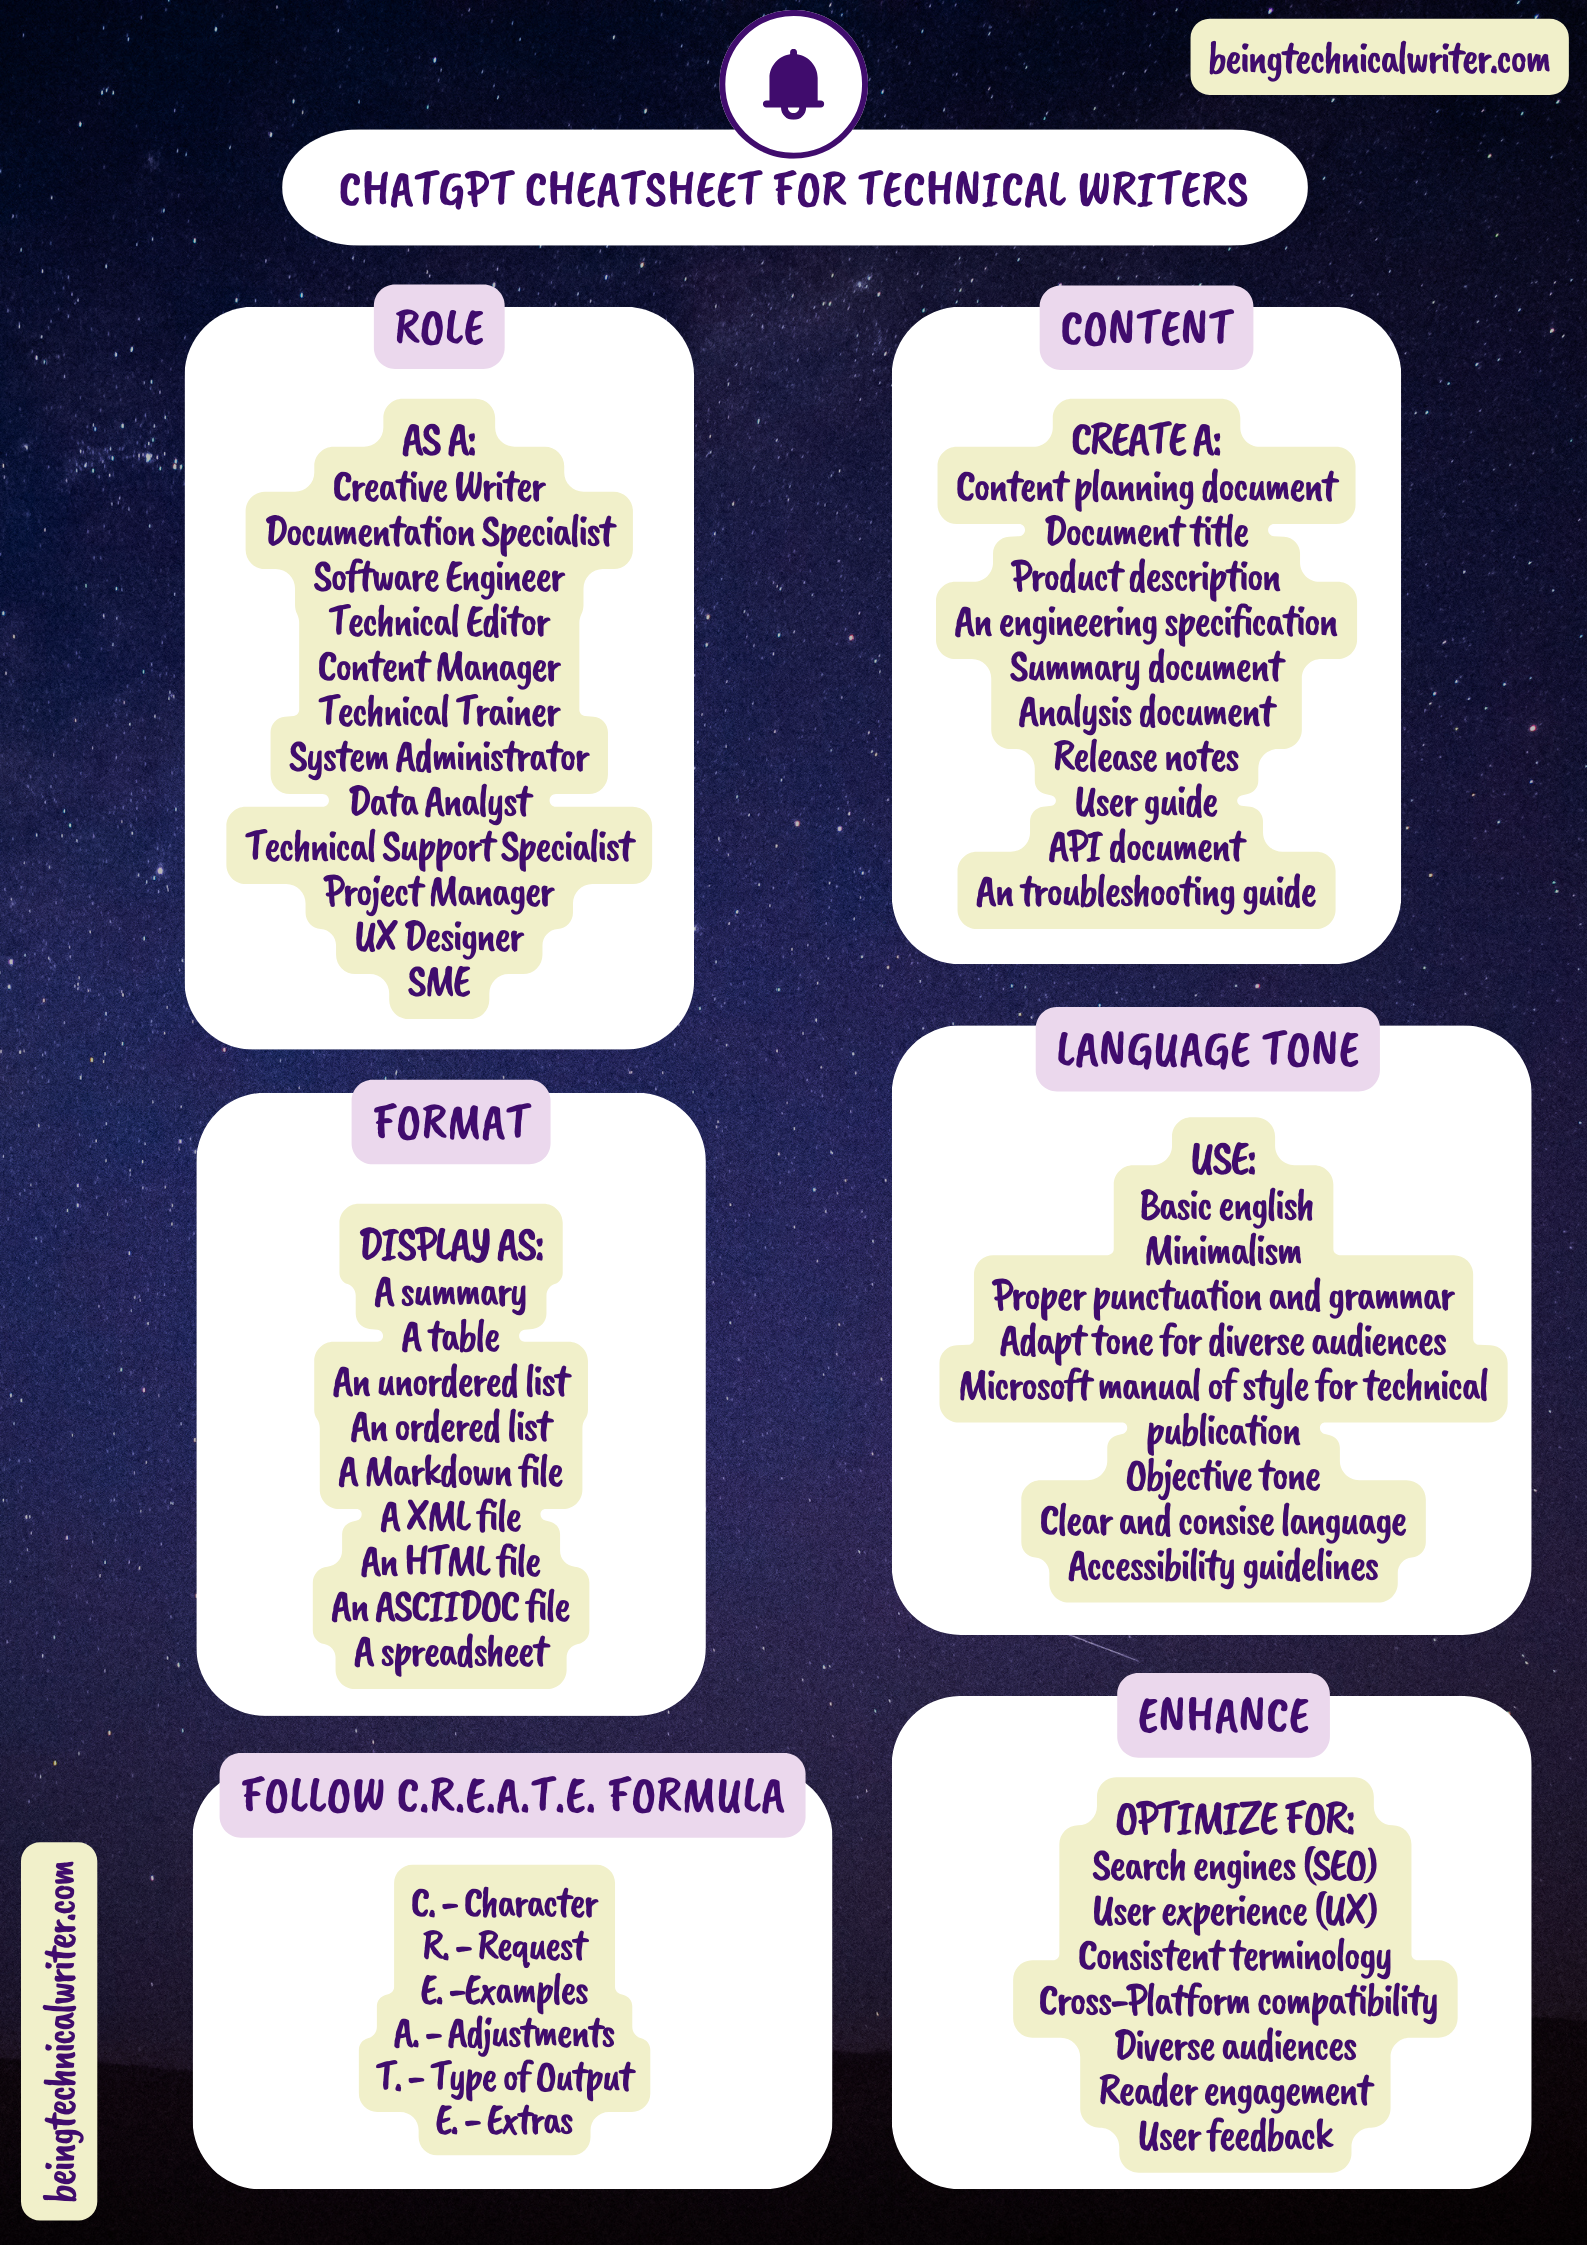 beingtechnicalwriter.com
CHATGPT CHEATSHEET FOR TECHNICAL WRITERS
ROLE
AS A:
Creative Writer
Documentation Specialist
Software Engineer
Technical Editor
Content Manager
Technical Trainer
System Administrator
Data Analyst
Technical Support Specialist
Project Manager
UX Designer
SME
CONTENT
CREATE A:
Content planning document
Document title
Product description
An engineering specification
Summary document
Analysis document
Release notes
User guide
API document
An troubleshooting guide
FORMAT
DISPLAY AS:
A summary
A table
An unordered list
An ordered list
A Markdown file
A XML file
An HTML file
An ASCIIDOC file
A spreadsheet
LANGUAGE TONE
USE:
Basic english
Minimalism
Proper punctuation and grammar
Adapt tone for diverse audiences
Microsoft manual of style for technical
publication
Objective tone
Clear and consise language
Accessibility guidelines
FOLLOW C.R.E.A.T.E. FORMULA
C. - Character
R. - Request
E. -Examples
A. - Adjustments
T. - Type of Output
E. - Extras
ENHANCE
OPTIMIZE FOR:
Search engines (SEO)
User experience (UX)
Consistent terminology
Cross-Platform compatibility
Diverse audiences
Reader engagement
User feedback
beingtechnicalwriter.com